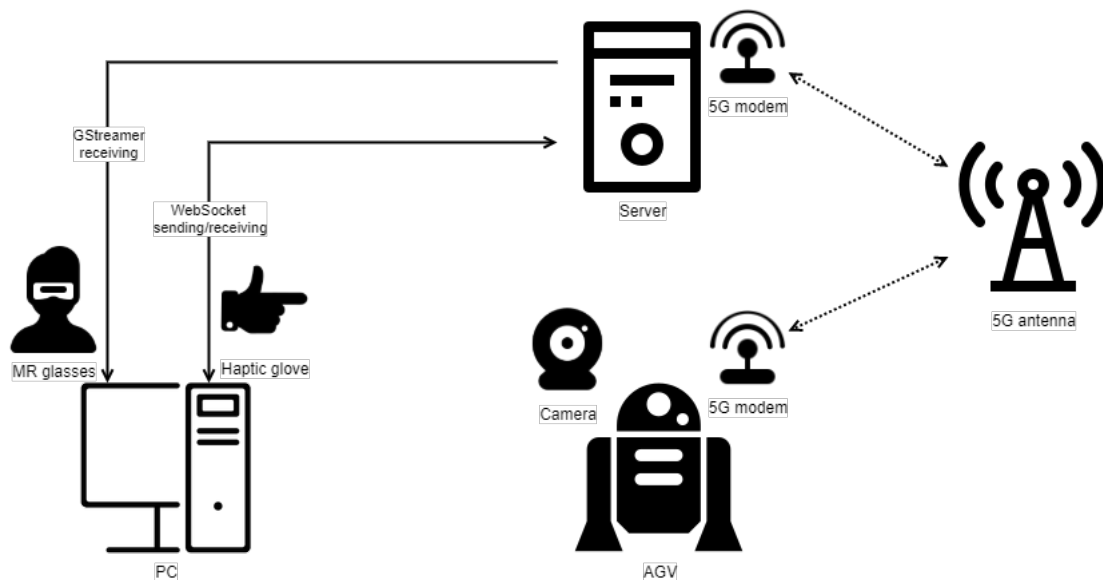 5G modem
GStreamer
receiving
WebSocket
sending/receiving
Server
5G antenna
MR glasses
Haptic glove
Camera
5G modem
PC
AGV